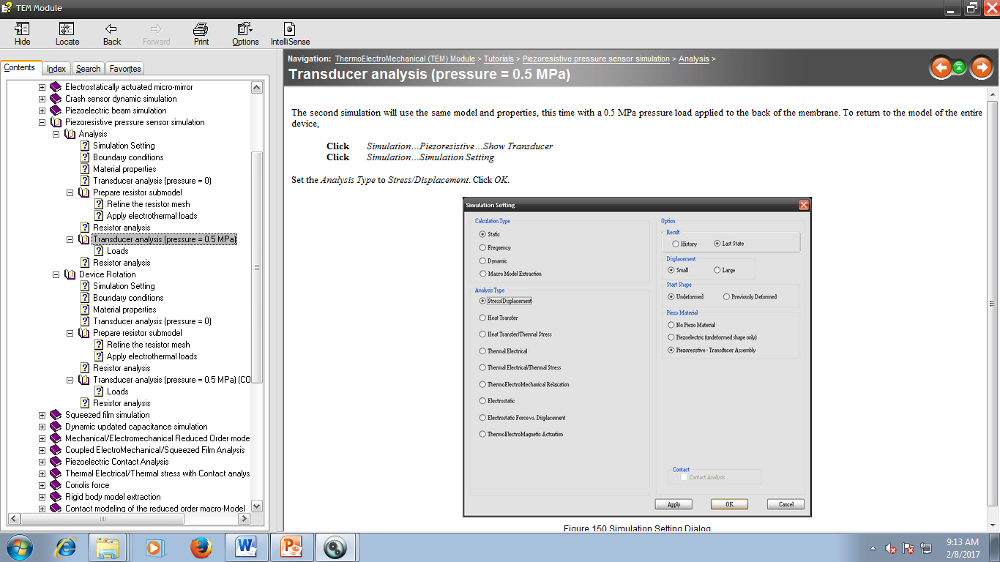 TEM Module
Hide
Locate
Back
Forward
Print
Options
IntelliSense
Contents
Index
Search
Favorites
Electrostatically actuated micro-mirror
Crash sensor dynamic simulation
Piezoelectric beam simulation
Piezoresistive pressure sensor simulation
Analysis
Simulation Setting
Boundary conditions
Material properties
Transducer analysis (pressure = 0)
Prepare resistor submodel
Refine the resistor mesh
Apply electrothermal loads
Resistor analysis
Transducer analysis (pressure = 0.5 MPa)
Loads
Resistor analysis
Device Rotation
Simulation Setting
Boundary conditions
Material properties
Transducer analysis (pressure = 0)
Prepare resistor submodel
Refine the resistor mesh
Apply electrothermal loads
Resistor analysis
Transducer analysis (pressure = 0.5 MPa) (CO
Loads
Resistor analysis
Squeezed film simulation
Dynamic updated capacitance simulation
Mechanical/Electromechanical Reduced Order mode
Coupled ElectroMechanical/Squeezed Film Analysis
Piezoelectric Contact Analysis
Thermal Electrical/Thermal stress with Contact analys
Coriolis force
Rigid body model extraction
Contact modeling of the reduced order macro-Model
Navigation: ThermoElectroMechanical (TEM) Module > Tutorials > Piezoresistive pressure sensor simulation > Analysis >
Transducer analysis (pressure = 0.5 MPa)
The second simulation will use the same model and properties, this time with a 0.5 MPa pressure load applied to the back of the membrane. To return to the model of the entire
device,
Click Simulation...Piezoresistive...Show Transducer
Click Simulation...Simulation Setting
Set the Analysis Type to Stress/Displacement. Click OK.
Simulation Setting
Calculation Type
Static
Frequency
Dynamic
Macro Model Extraction
Analysis Type
Stress/Displacement
Heat Transfer
Heat Transfer/Thermal Stress
Thermal Electrical
Thermal Electrical/Thermal Stress
ThermoElectroMechanical Relaxation
Electrostatic
Electrostatic Force vs. Displacement
ThermoElectroMagnetic Actuation
Option
Result
History Last State
Displacement
Small Large
Start Shape
Undeformed Previously Deformed
Piezo Material
No Piezo Material
Piezoelectric (undeformed shape only)
Piezoresistive - Transducer Assembly
Contact
Contact Analysis
Apply OK Cancel
Figure 150 Simulation Setting Dialog
9:13 AM
2/8/2017